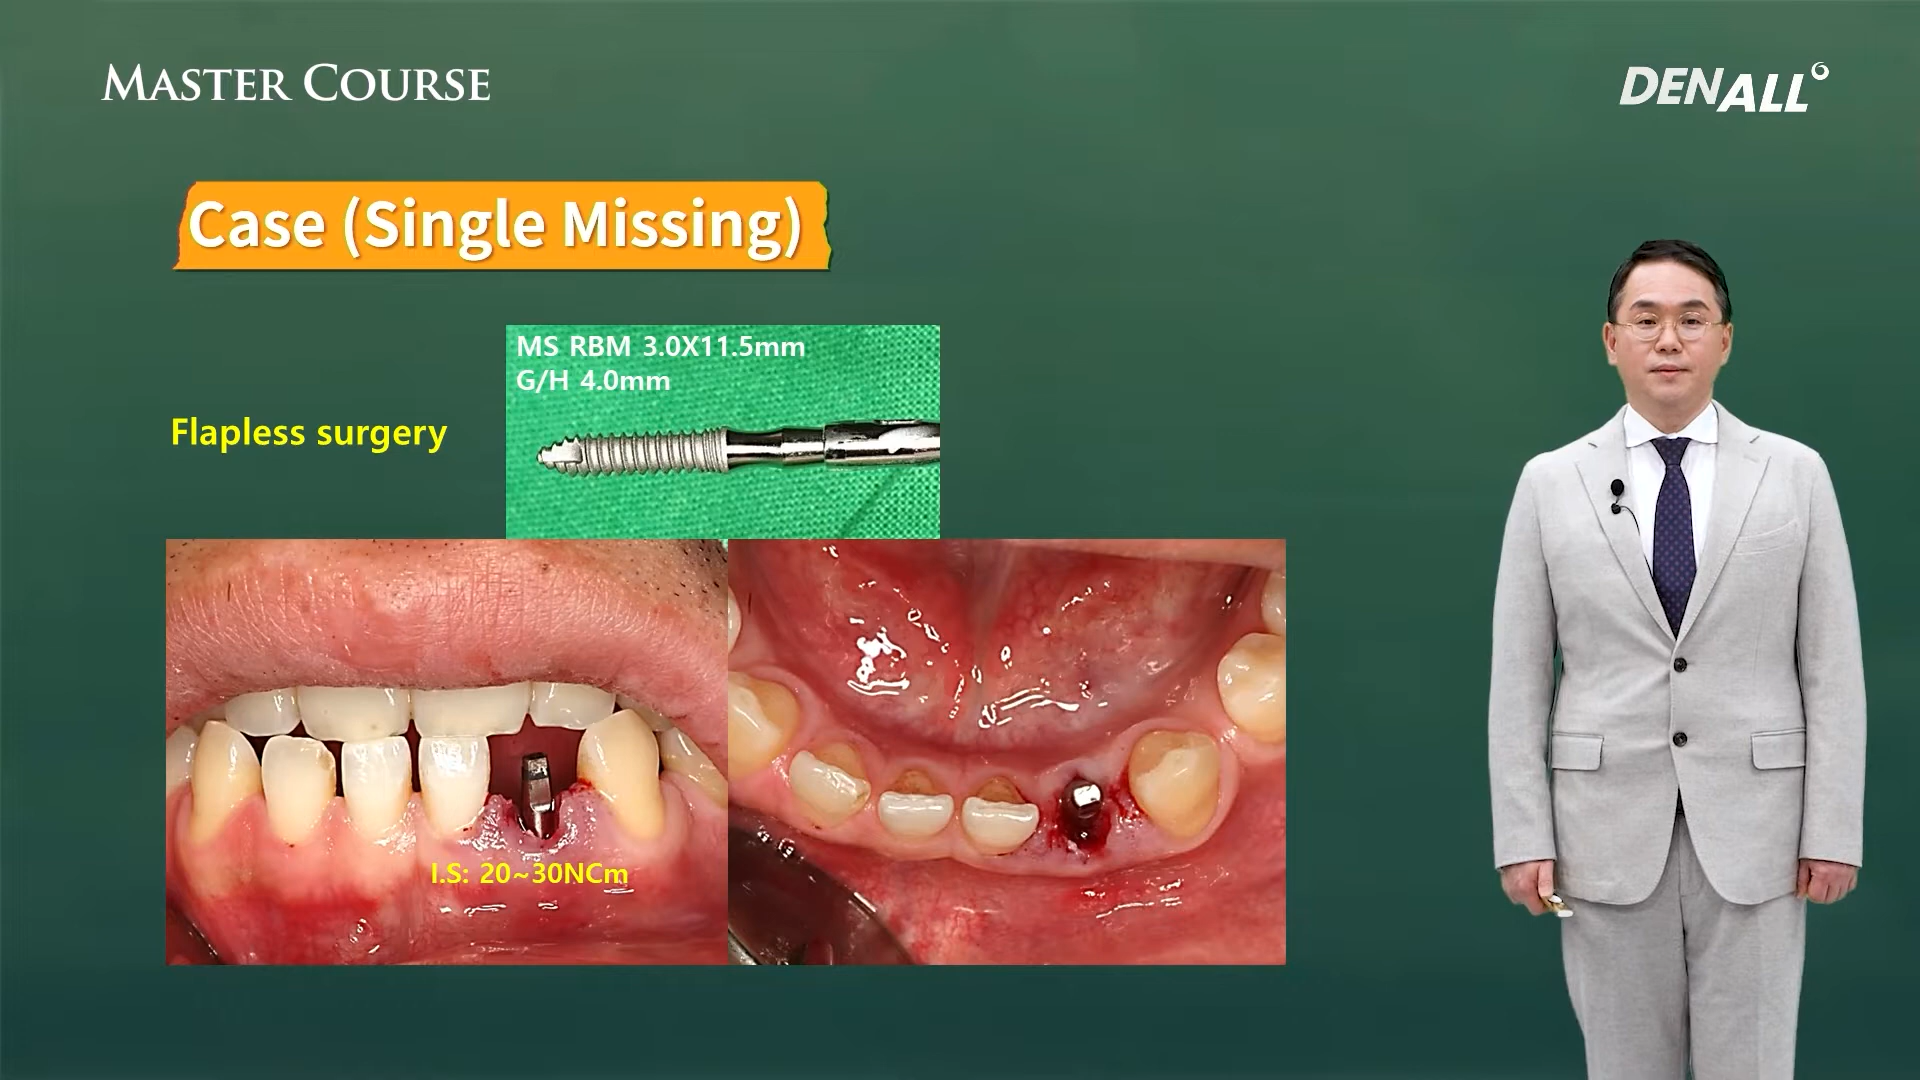 MASTER COURSE
DENALL
Case (Single Missing)
MS RBM 3.0X11.5mm
G/H 4.0mm
Flapless surgery
I.S: 20~30NCm